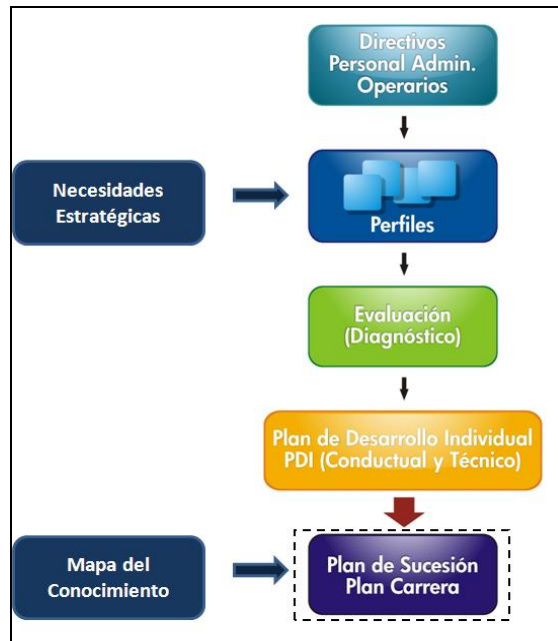 Directivos
Personal Admin.
Operarios
Necesidades
Estratégicas
Perfiles
Evaluación
(Diagnóstico)
Plan de Desarrollo Individual
PDI (Conductual y Técnico)
Mapa del
Conocimiento
Plan de Sucesión
Plan Carrera